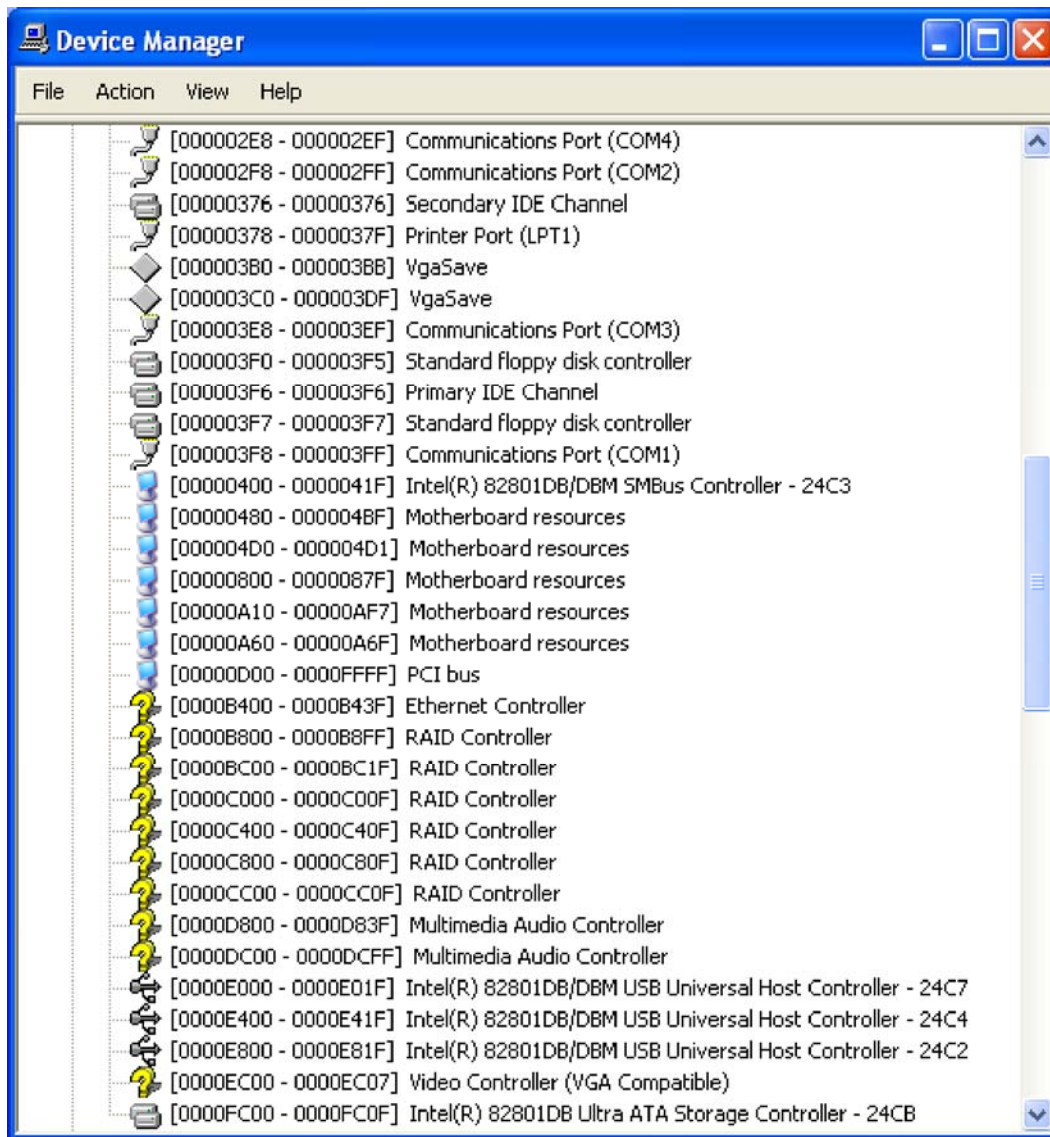 Device Manager
File Action View Help
[000002E8 - 000002EF] Communications Port (COM4)
[000002F8 - 000002FF] Communications Port (COM2)
[00000376 - 00000376] Secondary IDE Channel
[00000378 - 0000037F] Printer Port (LPT1)
[000003B0 - 000003BB] VgaSave
[000003C0 - 000003DF] VgaSave
[000003E8 - 000003EF] Communications Port (COM3)
[000003F0 - 000003F5] Standard floppy disk controller
[000003F6 - 000003F6] Primary IDE Channel
[000003F7 - 000003F7] Standard floppy disk controller
[000003F8 - 000003FF] Communications Port (COM1)
[00000400 - 0000041F] Intel(R) 82801DB/DBM SMBus Controller - 24C3
[00000480 - 000004BF] Motherboard resources
[000004D0 - 000004D1] Motherboard resources
[00000800 - 0000087F] Motherboard resources
[00000A10 - 00000AF7] Motherboard resources
[00000A60 - 00000A6F] Motherboard resources
[00000D00 - 0000FFFF] PCI bus
[0000B400 - 0000B43F] Ethernet Controller
[0000B800 - 0000B8FF] RAID Controller
[0000BC00 - 0000BC1F] RAID Controller
[0000C000 - 0000C00F] RAID Controller
[0000C400 - 0000C40F] RAID Controller
[0000C800 - 0000C80F] RAID Controller
[0000CC00 - 0000CC0F] RAID Controller
[0000D800 - 0000D83F] Multimedia Audio Controller
[0000DC00 - 0000DCFF] Multimedia Audio Controller
[0000E000 - 0000E01F] Intel(R) 82801DB/DBM USB Universal Host Controller - 24C7
[0000E400 - 0000E41F] Intel(R) 82801DB/DBM USB Universal Host Controller - 24C4
[0000E800 - 0000E81F] Intel(R) 82801DB/DBM USB Universal Host Controller - 24C2
[0000EC00 - 0000EC07] Video Controller (VGA Compatible)
[0000FC00 - 0000FC0F] Intel(R) 82801DB Ultra ATA Storage Controller - 24CB